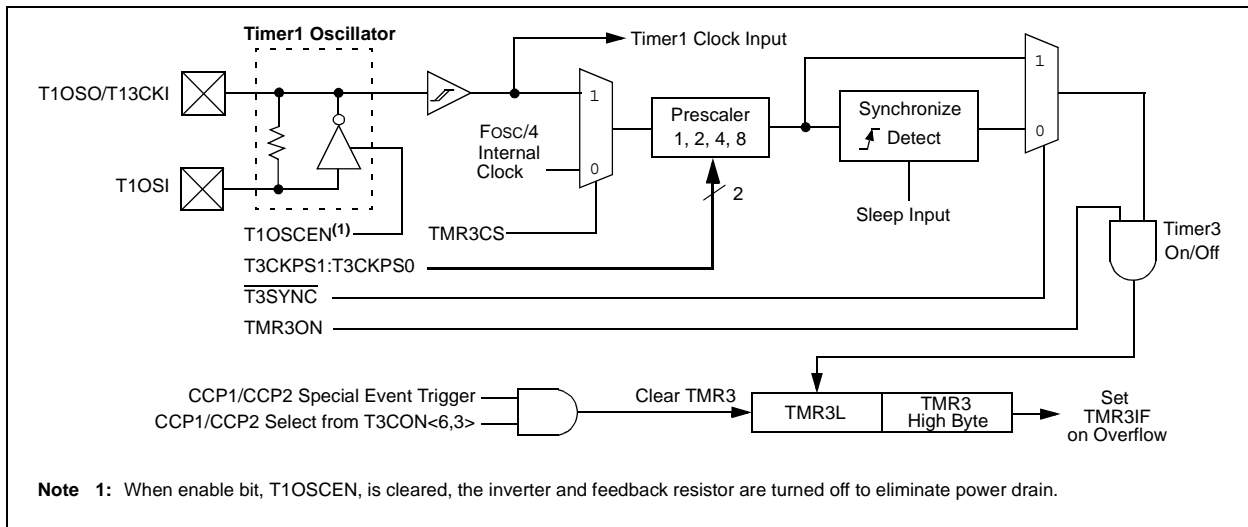 Timer1 Oscillator
Timer1 Clock Input
T1OSO/T13CKI
T1OSI
FOSC/4
Internal
Clock
1
0
Prescaler
1, 2, 4, 8
2
Synchronize
Detect
Sleep Input
1
0
T1OSCEN(1)
TMR3CS
T3CKPS1:T3CKPS0
T3SYNC
TMR3ON
Timer3
On/Off
CCP1/CCP2 Special Event Trigger
CCP1/CCP2 Select from T3CON<6,3>
Clear TMR3
TMR3L
TMR3
High Byte
Set
TMR3IF
on Overflow
Note 1: When enable bit, T1OSCEN, is cleared, the inverter and feedback resistor are turned off to eliminate power drain.